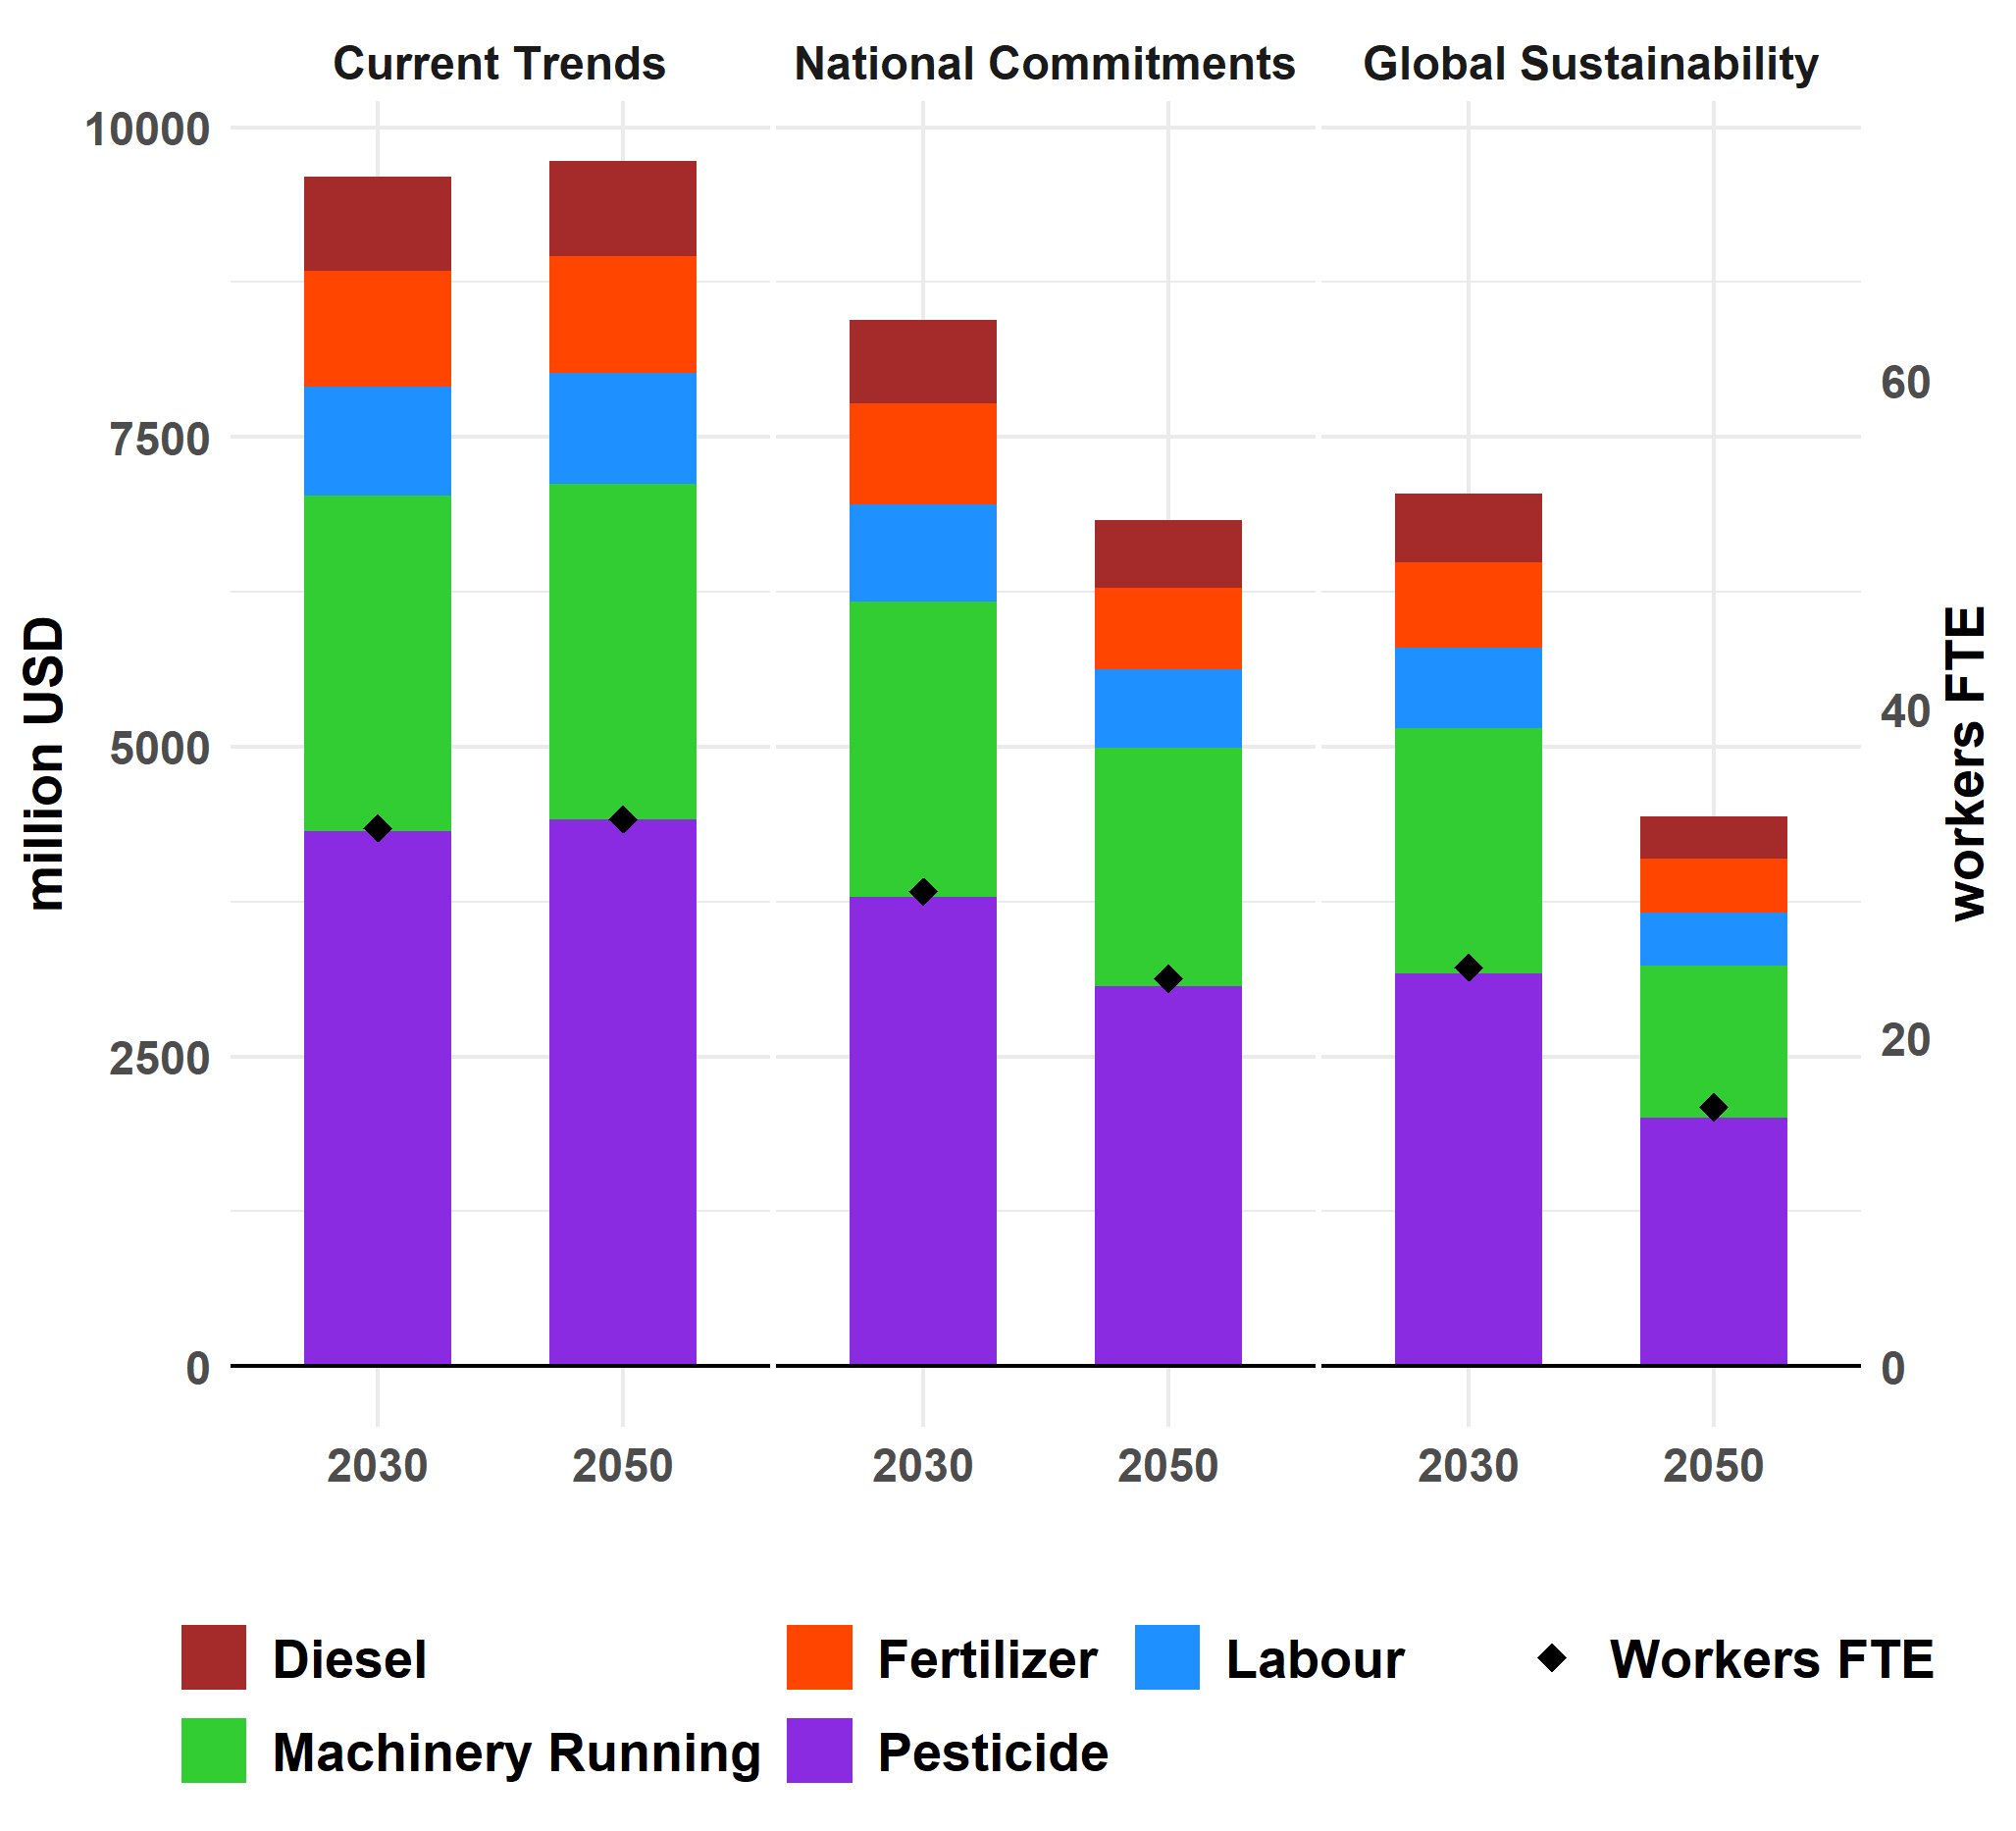 Current Trends National Commitments Global Sustainability
10000
7500
5000
2500
0
million USD
60
40
20
0
workers FTE
2030 2050 2030 2050 2030 2050
Diesel Fertilizer Labour Workers FTE
Machinery Running Pesticide